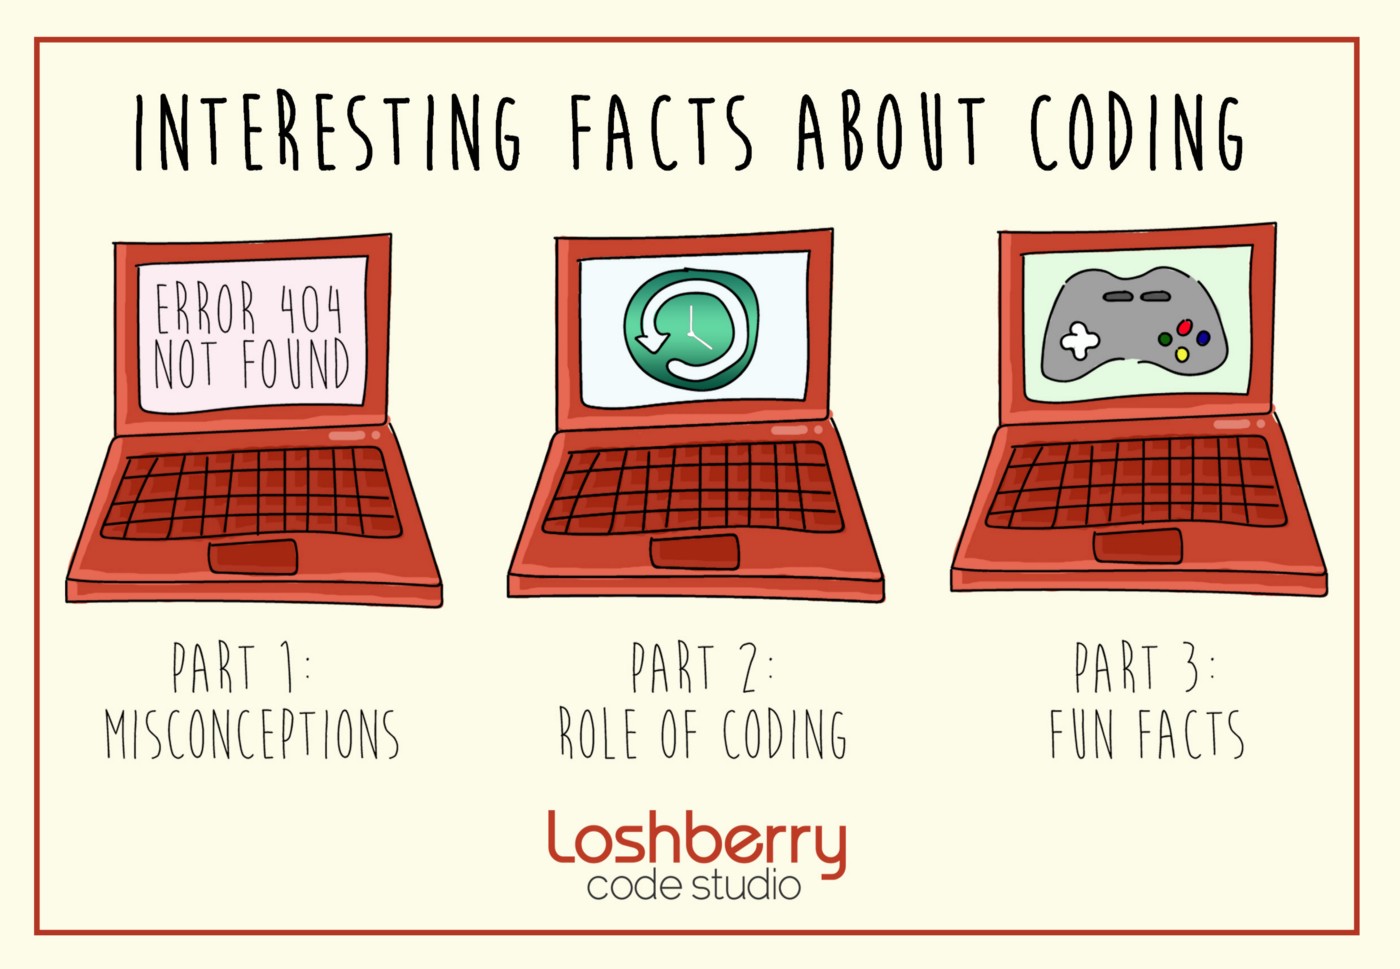 INTERESTING FACTS ABOUT CODING
ERROR 404
NOT FOUND
PART 1:
MISCONCEPTIONS
PART 2:
ROLE OF CODING
PART 3:
FUN FACTS
Loshberry
code studio